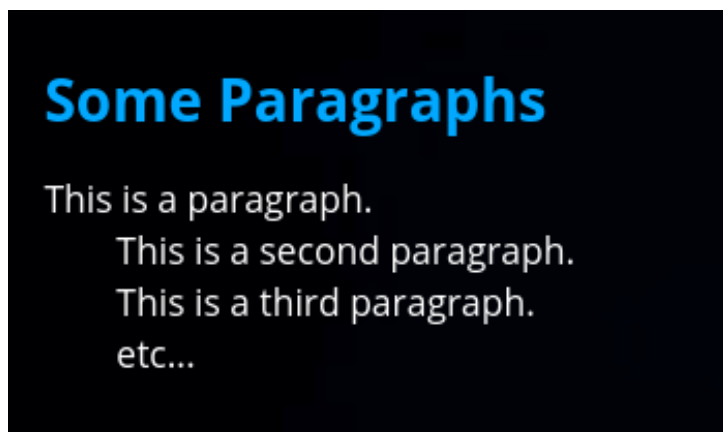 Some Paragraphs
This is a paragraph.
This is a second paragraph.
This is a third paragraph.
etc...